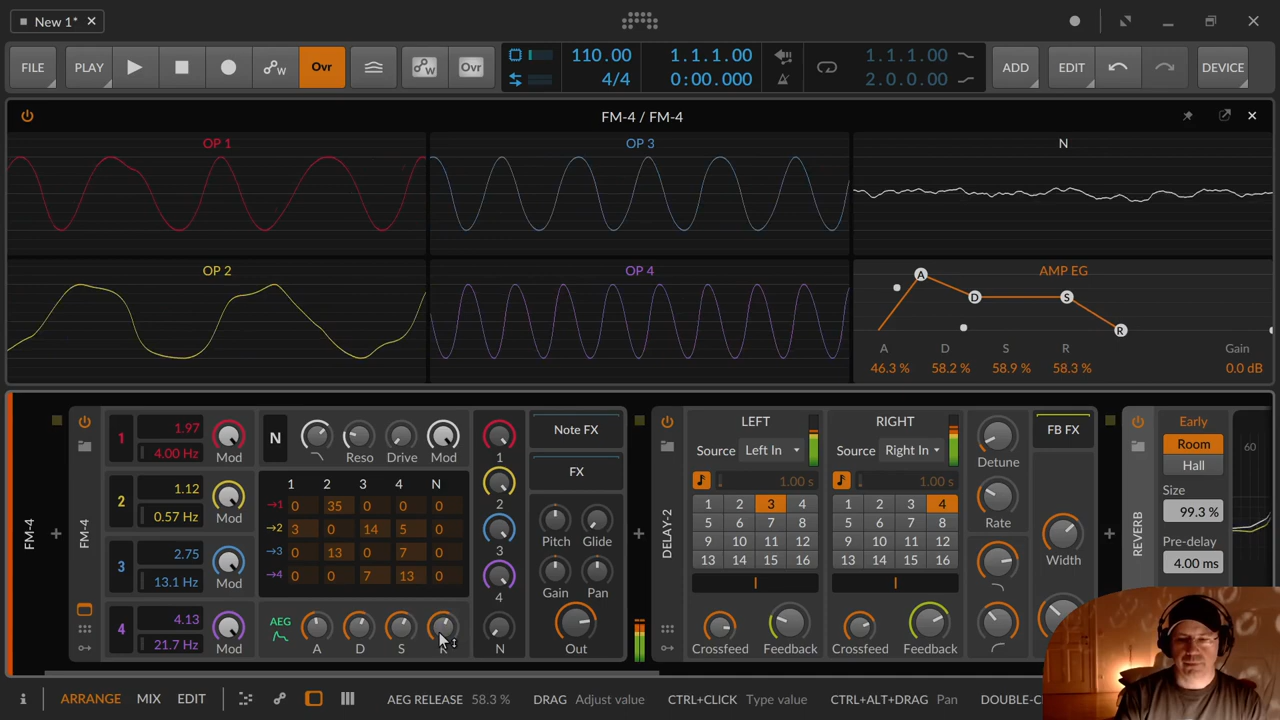 New 1*
FILE PLAY Ovr Ovr 110.00 4/4 1.1.1.00 0:00.000 1.1.1.00 2.0.0.00 ADD EDIT DEVICE
FM-4 / FM-4
OP 1 OP 3 N
OP 2 OP 4 AMP EG
A D S R
A D S R Gain
46.3 % 58.2 % 58.9 % 58.3 % 0.0 dB
FM-4
FM-4
1 1.97 4.00 Hz Mod
2 1.12 0.57 Hz Mod
3 2.75 13.1 Hz Mod
4 4.13 21.7 Hz Mod
N Reso Drive Mod
1 2 3 4 N
→1 0 35 0 0 0
→2 3 0 14 5 0
→3 0 13 0 7 0
→4 0 0 7 13 0
AEG A D S
1
2
3
4
N
Note FX
FX
Pitch Glide
Gain Pan
Out
DELAY-2
LEFT
Source Left In
1.00 s
1 2 3 4
5 6 7 8
9 10 11 12
13 14 15 16
Crossfeed Feedback
RIGHT
Source Right In
1.00 s
1 2 3 4
5 6 7 8
9 10 11 12
13 14 15 16
Crossfeed Feedback
Detune
Rate
FB FX
Width
REVERB
Early
Room
Hall
Size
99.3 %
Pre-delay
4.00 ms
60
ARRANGE MIX EDIT AEG RELEASE 58.3 % DRAG Adjust value CTRL+CLICK Type value CTRL+ALT+DRAG Pan DOUBLE-C